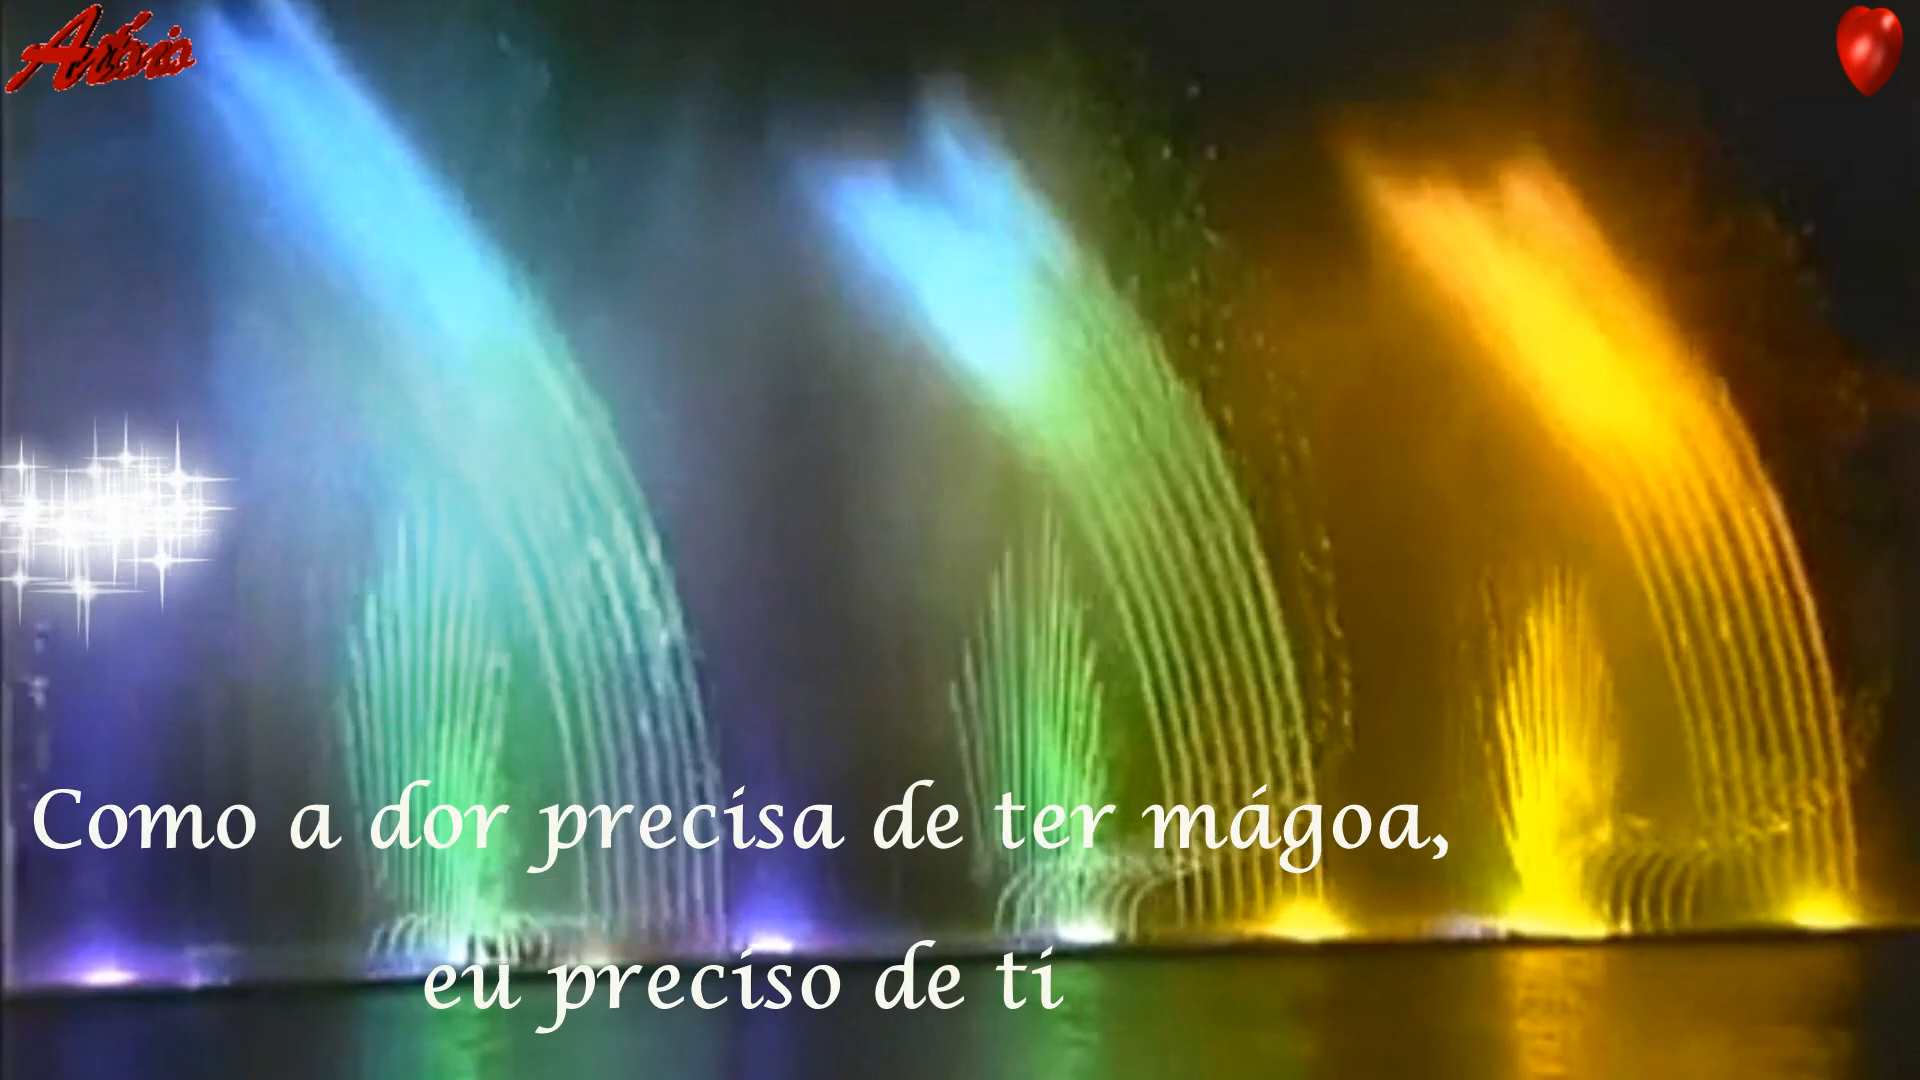 Como a dor precisa de ter mágoa,
eu preciso de ti